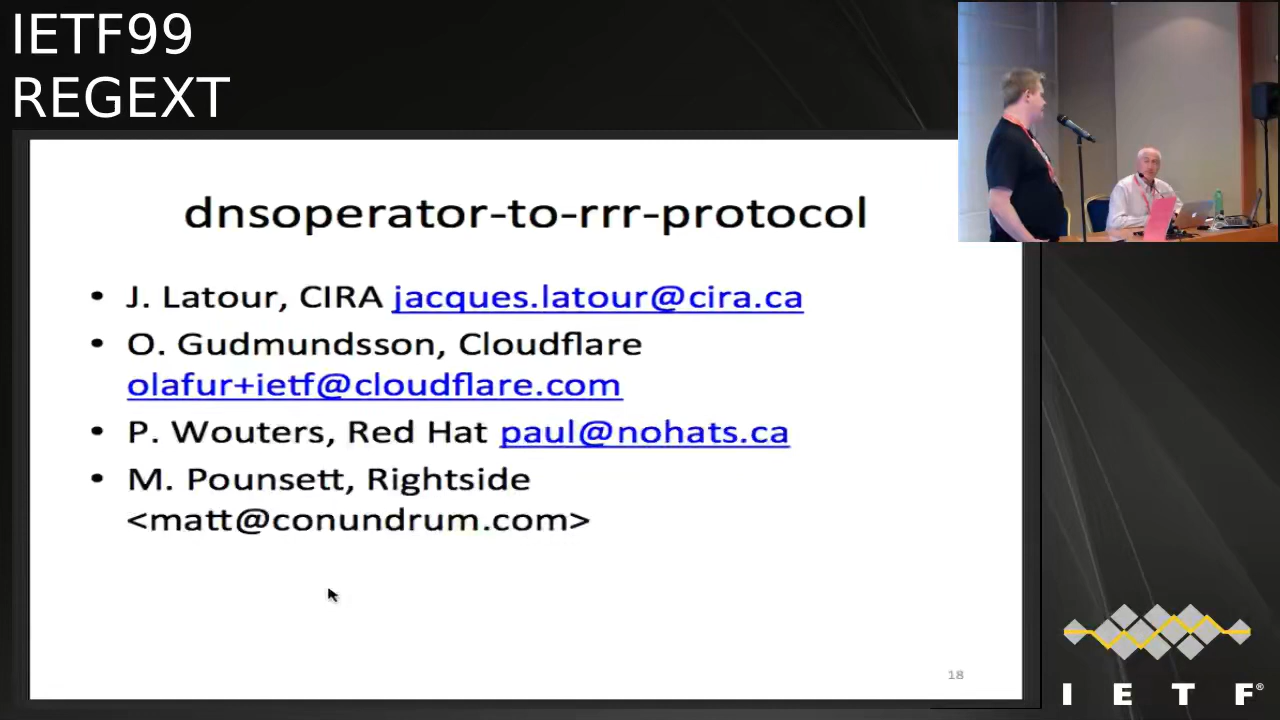 IETF99
REGEXT
dnsoperator-to-rrr-protocol
• J. Latour, CIRA jacques.latour@cira.ca
• O. Gudmundsson, Cloudflare
olafur+ietf@cloudflare.com
• P. Wouters, Red Hat paul@nohats.ca
• M. Pounsett, Rightside
<matt@conundrum.com>
18
I E T F®